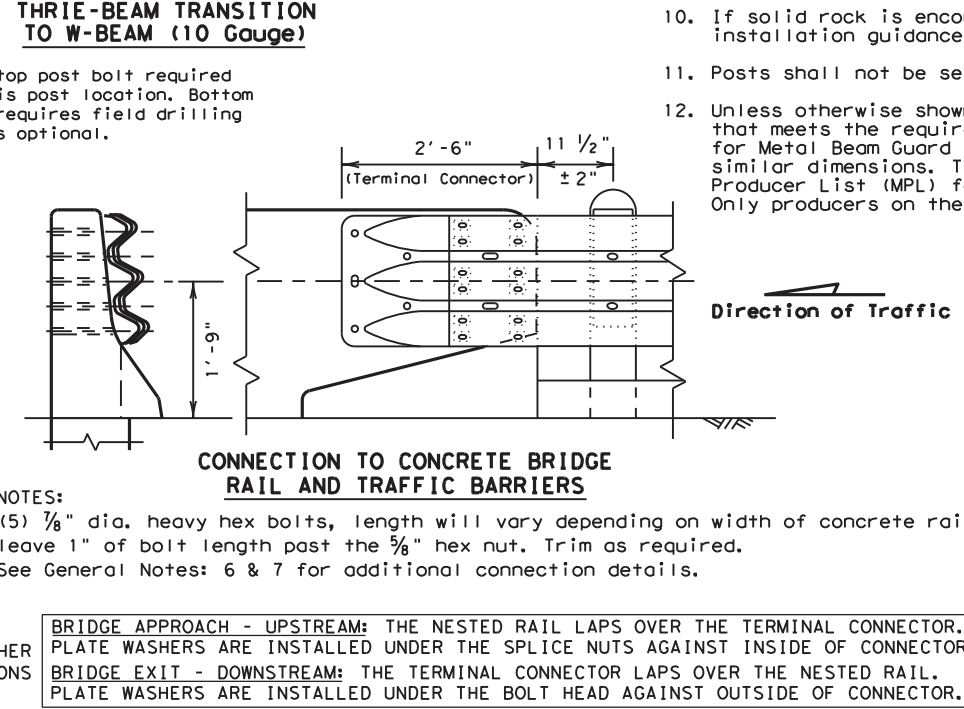 THRIE-BEAM TRANSITION
TO W-BEAM (10 Gauge)
top post bolt required
is post location. Bottom
requires field drilling
s optional.
10. If solid rock is
installation guidance
11. Posts shall not be
12. Unless otherwise shown
that meets the
for Metal Beam Guard
similar dimensions.
Producer List (MPL)
Only producers on the
2'-6"
(Terminal Connector)
11 ½"
± 2"
1'-9"
Direction of Traffic
CONNECTION TO CONCRETE BRIDGE
RAIL AND TRAFFIC BARRIERS
NOTES:
(5) ⅞" dia. heavy hex bolts, length will vary depending on width of concrete
leave 1" of bolt length past the ⅝" hex nut. Trim as required.
See General Notes: 6 & 7 for additional connection details.
BRIDGE APPROACH - UPSTREAM: THE NESTED RAIL LAPS OVER THE TERMINAL CONNECTOR.
PLATE WASHERS ARE INSTALLED UNDER THE SPLICE NUTS AGAINST INSIDE OF CONNECTOR
BRIDGE EXIT - DOWNSTREAM: THE TERMINAL CONNECTOR LAPS OVER THE NESTED RAIL.
PLATE WASHERS ARE INSTALLED UNDER THE BOLT HEAD AGAINST OUTSIDE OF CONNECTOR.
HER
ONS